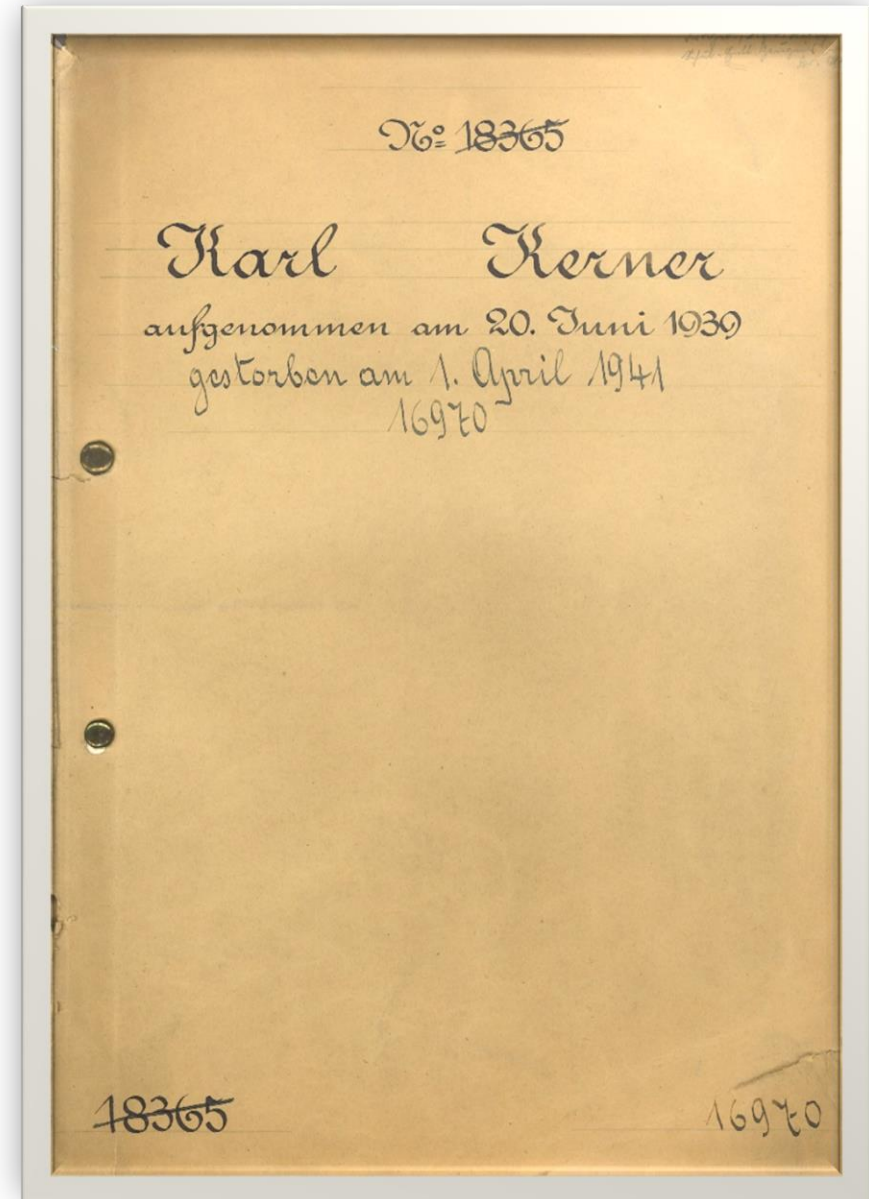 Nº 18365
Karl Kerner
aufgenommen am 20. Juni 1939
gestorben am 1. April 1941
16970
18365
16970